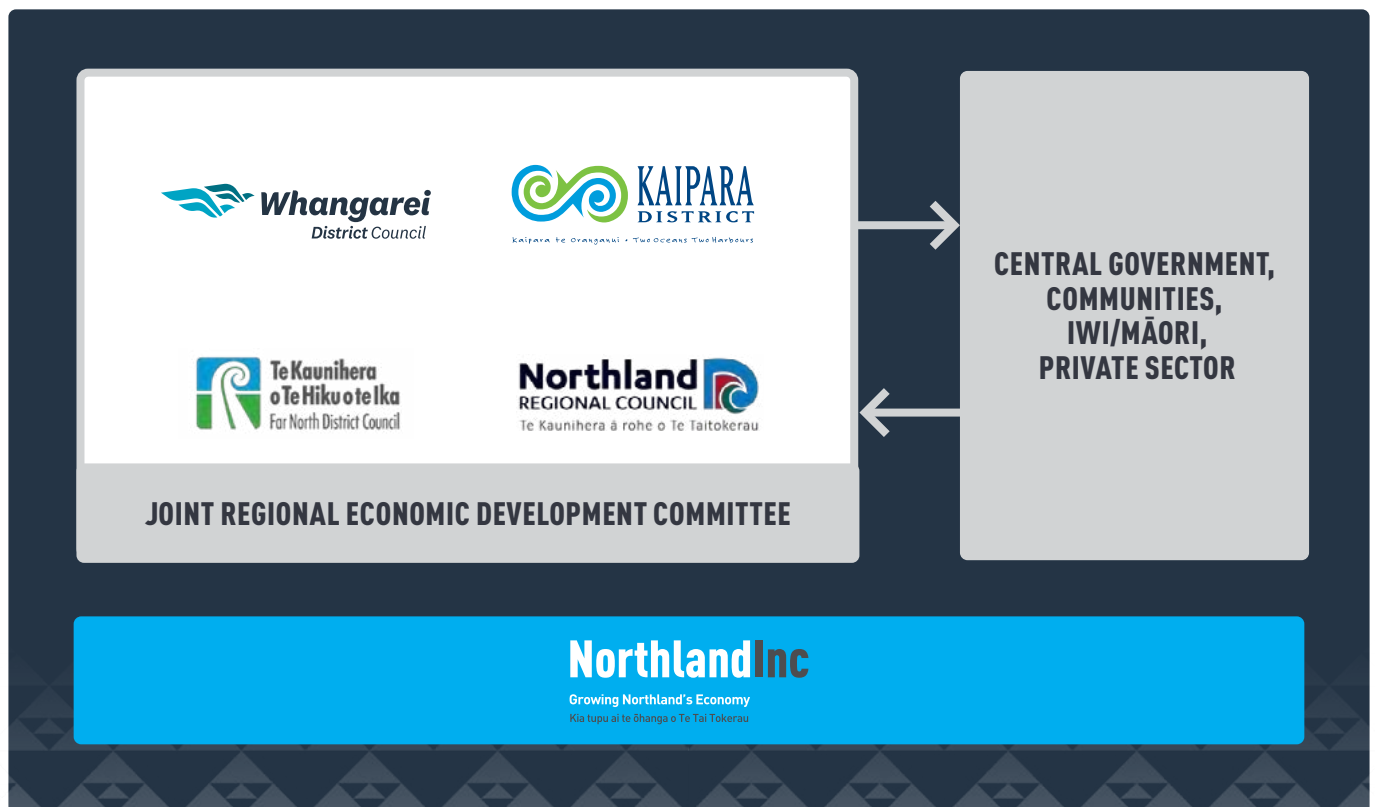 Whangarei
District Council
KAIPARA
DISTRICT
Kaipara te Oranganui • Two Oceans Two Harbours
Te Kaunihera
o Te Hiku o te Ika
Far North District Council
Northland
REGIONAL COUNCIL
Te Kaunihera ā rohe o Te Taitokerau
JOINT REGIONAL ECONOMIC DEVELOPMENT COMMITTEE
CENTRAL GOVERNMENT,
COMMUNITIES,
IWI/MĀORI,
PRIVATE SECTOR
NorthlandInc
Growing Northland's Economy
Kia tupu ai te ōhanga o Te Tai Tokerau